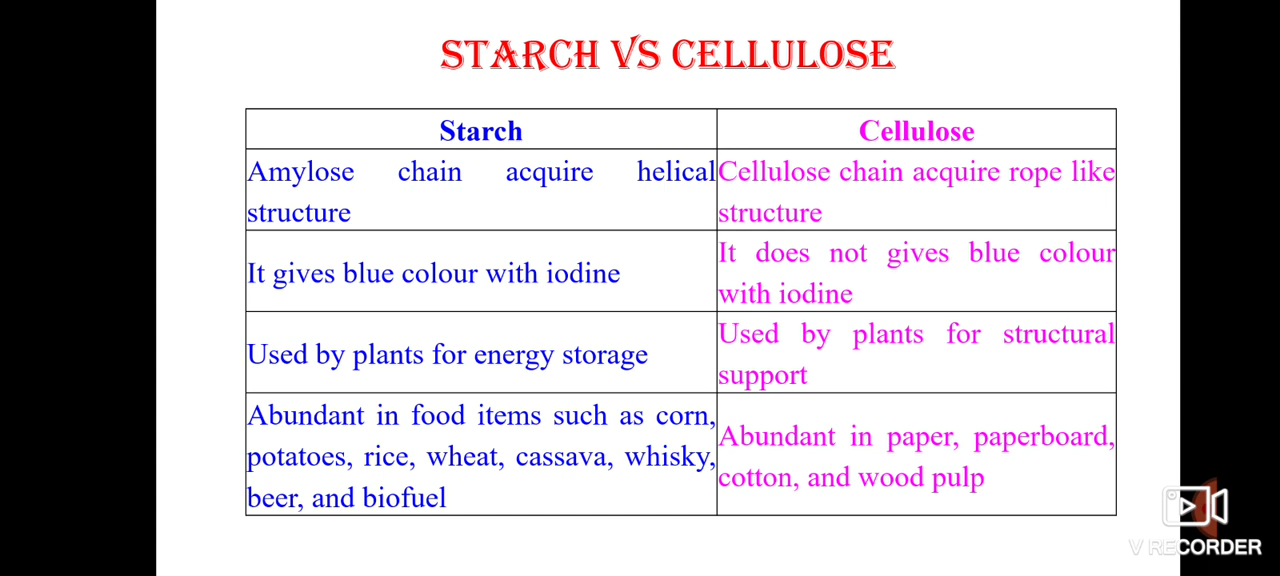 STARCH VS CELLULOSE
Starch
Cellulose
Amylose chain acquire helical
structure
Cellulose chain acquire rope like
structure
It gives blue colour with iodine
It does not gives blue colour
with iodine
Used by plants for energy storage
Used by plants for structural
support
Abundant in food items such as corn,
potatoes, rice, wheat, cassava, whisky,
beer, and biofuel
Abundant in paper, paperboard,
cotton, and wood pulp
V RECORDER